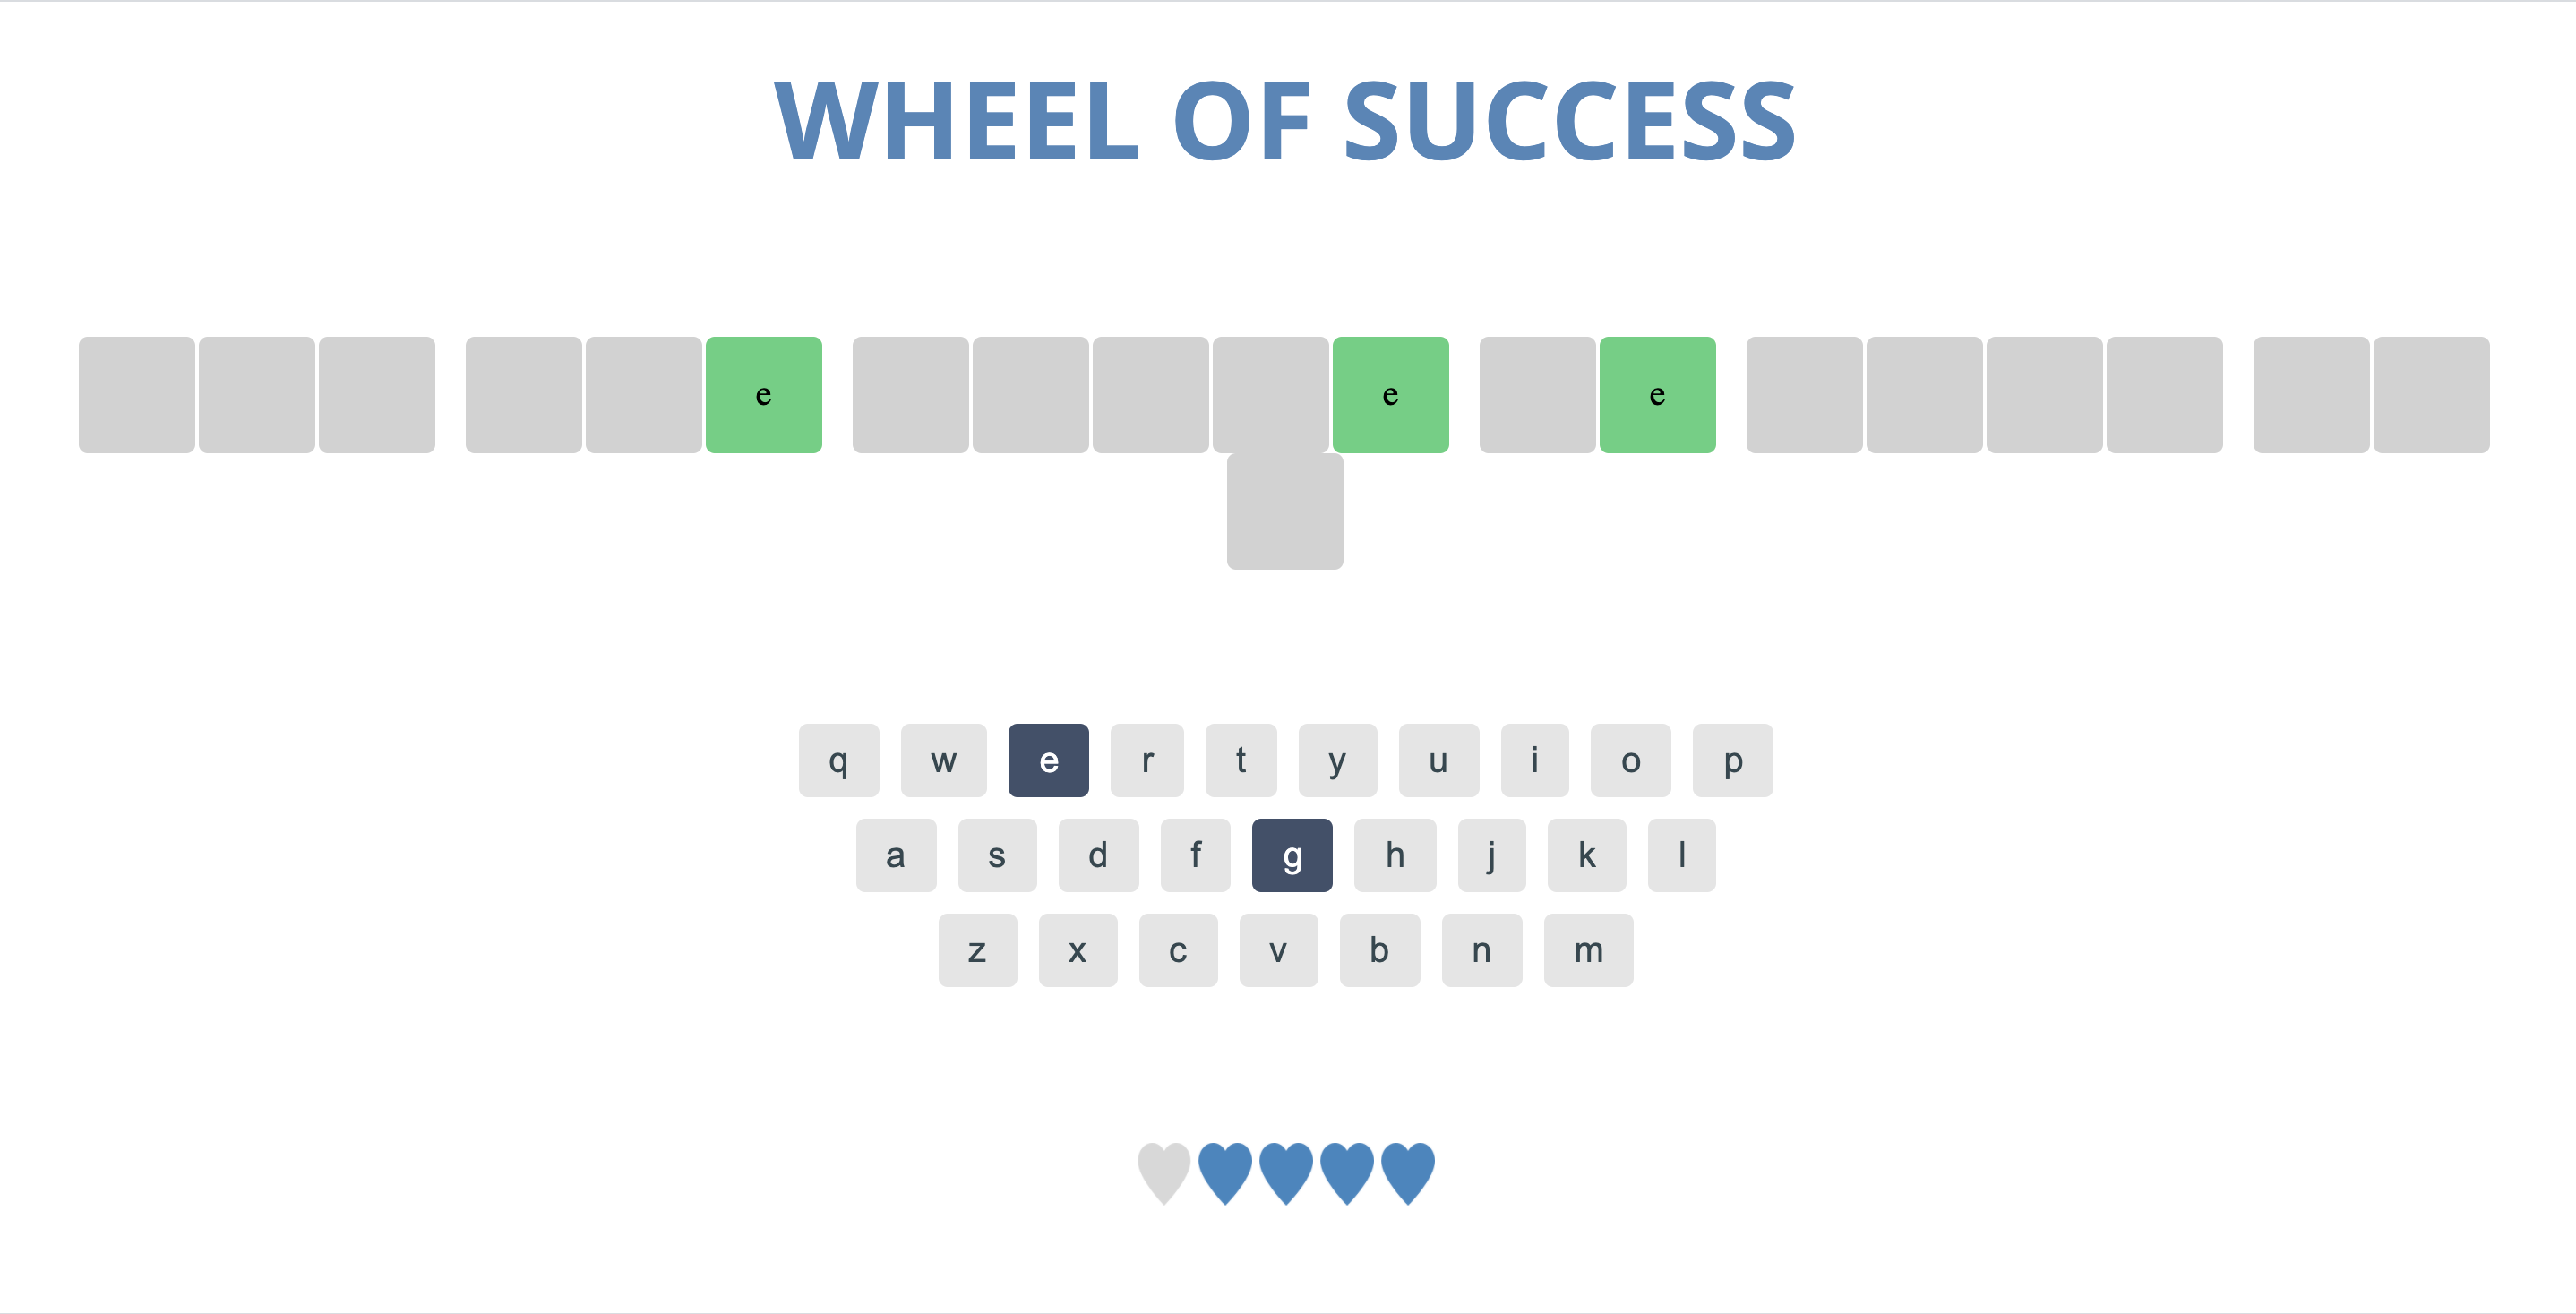 WHEEL OF SUCCESS
e e e
q w e r t y u i o p
a s d f g h j k l
z x c v b n m